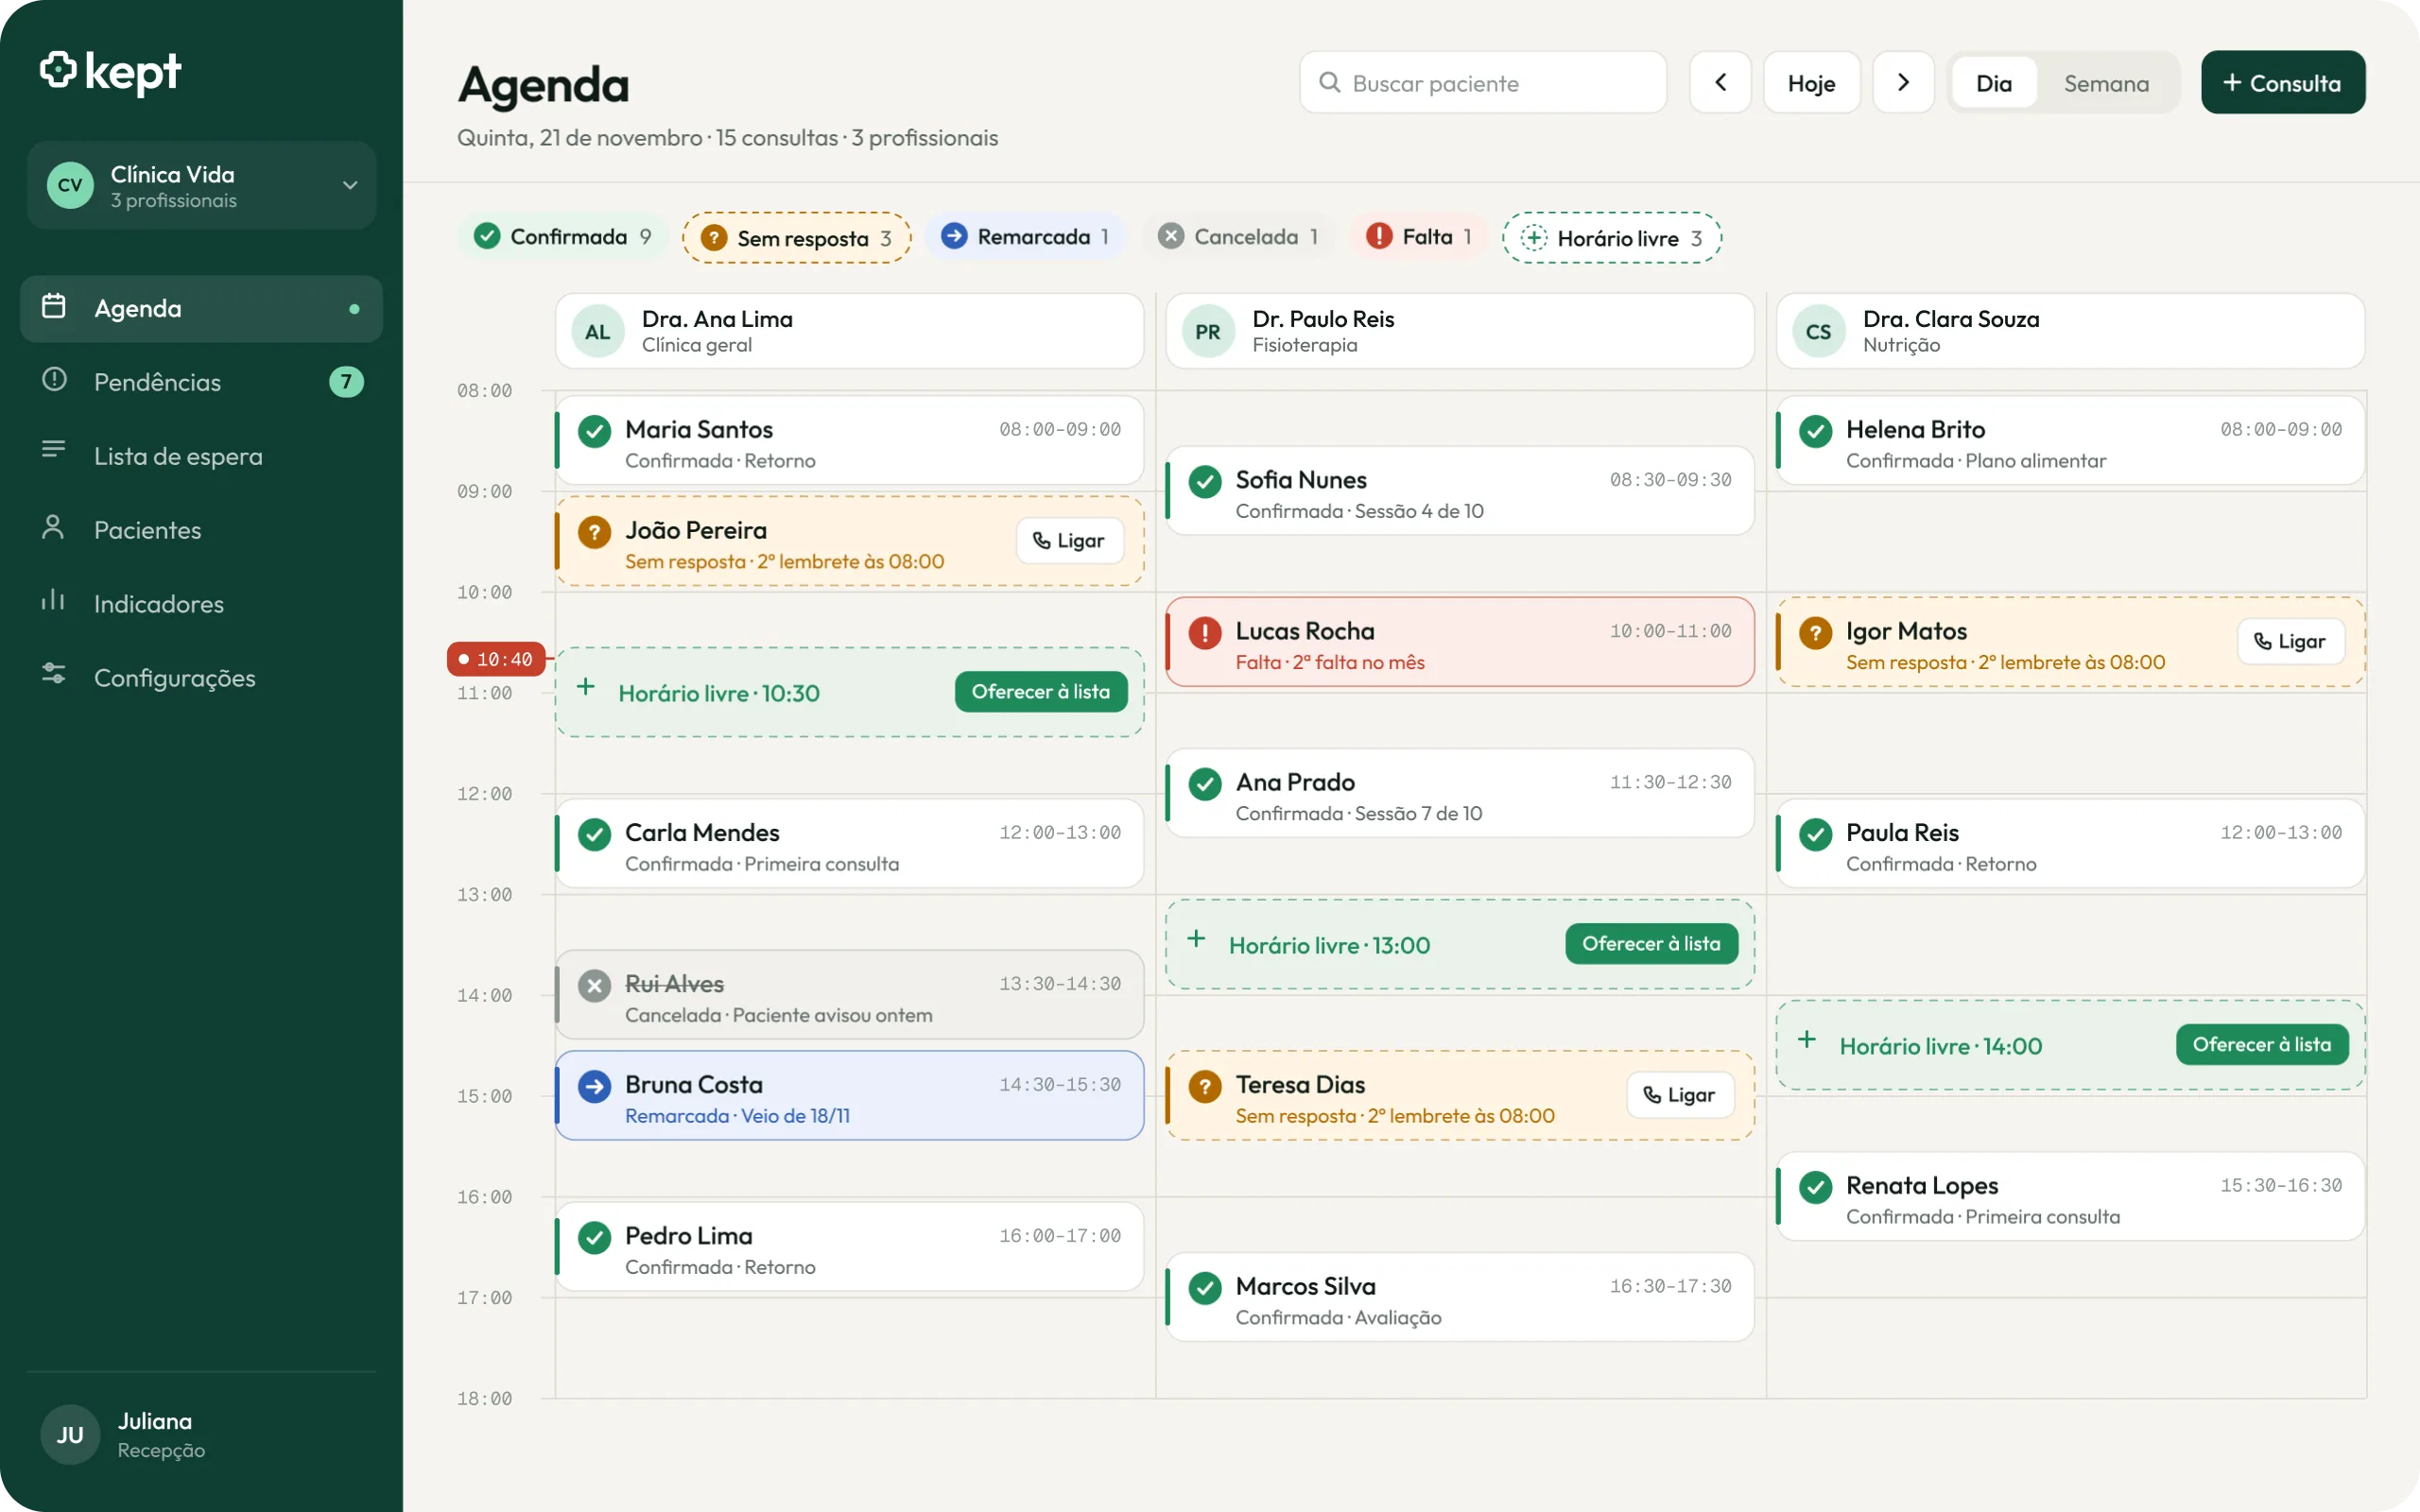 kept
CV
Clínica Vida
3 profissionais
Agenda
Pendências 7
Lista de espera
Pacientes
Indicadores
Configurações
JU
Juliana
Recepção
Agenda
Quinta, 21 de novembro · 15 consultas · 3 profissionais
Buscar paciente
Hoje
Dia
Semana
+ Consulta
Confirmada 9
? Sem resposta 3
Remarcada 1
Cancelada 1
! Falta 1
+ Horário livre 3
AL
Dra. Ana Lima
Clínica geral
PR
Dr. Paulo Reis
Fisioterapia
CS
Dra. Clara Souza
Nutrição
08:00
09:00
10:00
10:40
11:00
12:00
13:00
14:00
15:00
16:00
17:00
18:00
Maria Santos 08:00–09:00
Confirmada · Retorno
? João Pereira
Sem resposta · 2º lembrete às 08:00
Ligar
+ Horário livre · 10:30
Oferecer à lista
Carla Mendes 12:00–13:00
Confirmada · Primeira consulta
Rui Alves 13:30–14:30
Cancelada · Paciente avisou ontem
Bruna Costa 14:30–15:30
Remarcada · Veio de 18/11
Pedro Lima 16:00–17:00
Confirmada · Retorno
Sofia Nunes 08:30–09:30
Confirmada · Sessão 4 de 10
! Lucas Rocha 10:00–11:00
Falta · 2ª falta no mês
Ana Prado 11:30–12:30
Confirmada · Sessão 7 de 10
+ Horário livre · 13:00
Oferecer à lista
? Teresa Dias
Sem resposta · 2º lembrete às 08:00
Ligar
Marcos Silva 16:30–17:30
Confirmada · Avaliação
Helena Brito 08:00–09:00
Confirmada · Plano alimentar
? Igor Matos
Sem resposta · 2º lembrete às 08:00
Ligar
Paula Reis 12:00–13:00
Confirmada · Retorno
+ Horário livre · 14:00
Oferecer à lista
Renata Lopes 15:30–16:30
Confirmada · Primeira consulta